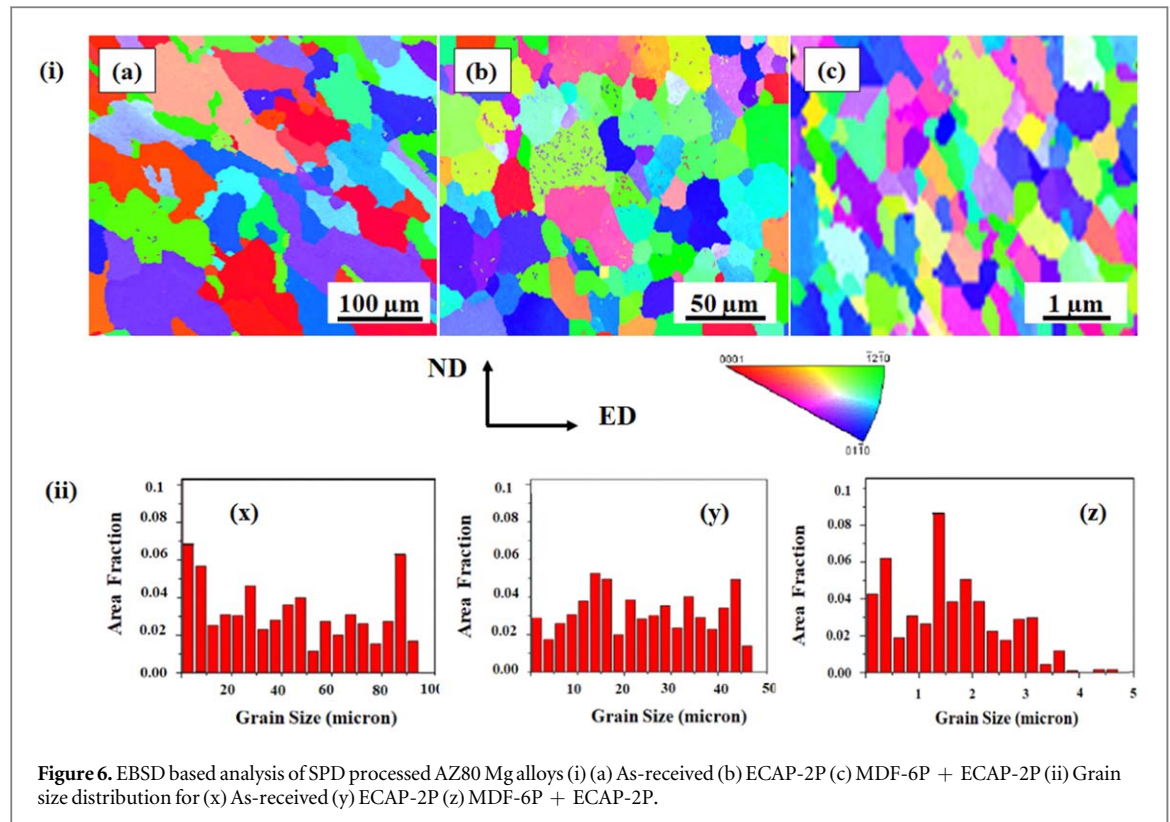 (i)
(a)
(b)
(c)
100 µm
50 µm
1 µm
ND
ED
0001
1̄21̄0
011̄0
(ii)
(x)
(y)
(z)
0.1
0.08
0.06
0.04
0.02
0.00
Area Fraction
20 40 60 80 100
Grain Size (micron)
0.1
0.08
0.06
0.04
0.02
0.00
Area Fraction
10 20 30 40 50
Grain Size (micron)
0.1
0.08
0.06
0.04
0.02
0.00
Area Fraction
1 2 3 4 5
Grain Size (micron)
Figure 6. EBSD based analysis of SPD processed AZ80 Mg alloys (i) (a) As-received (b) ECAP-2P (c) MDF-6P + ECAP-2P (ii) Grain
size distribution for (x) As-received (y) ECAP-2P (z) MDF-6P + ECAP-2P.